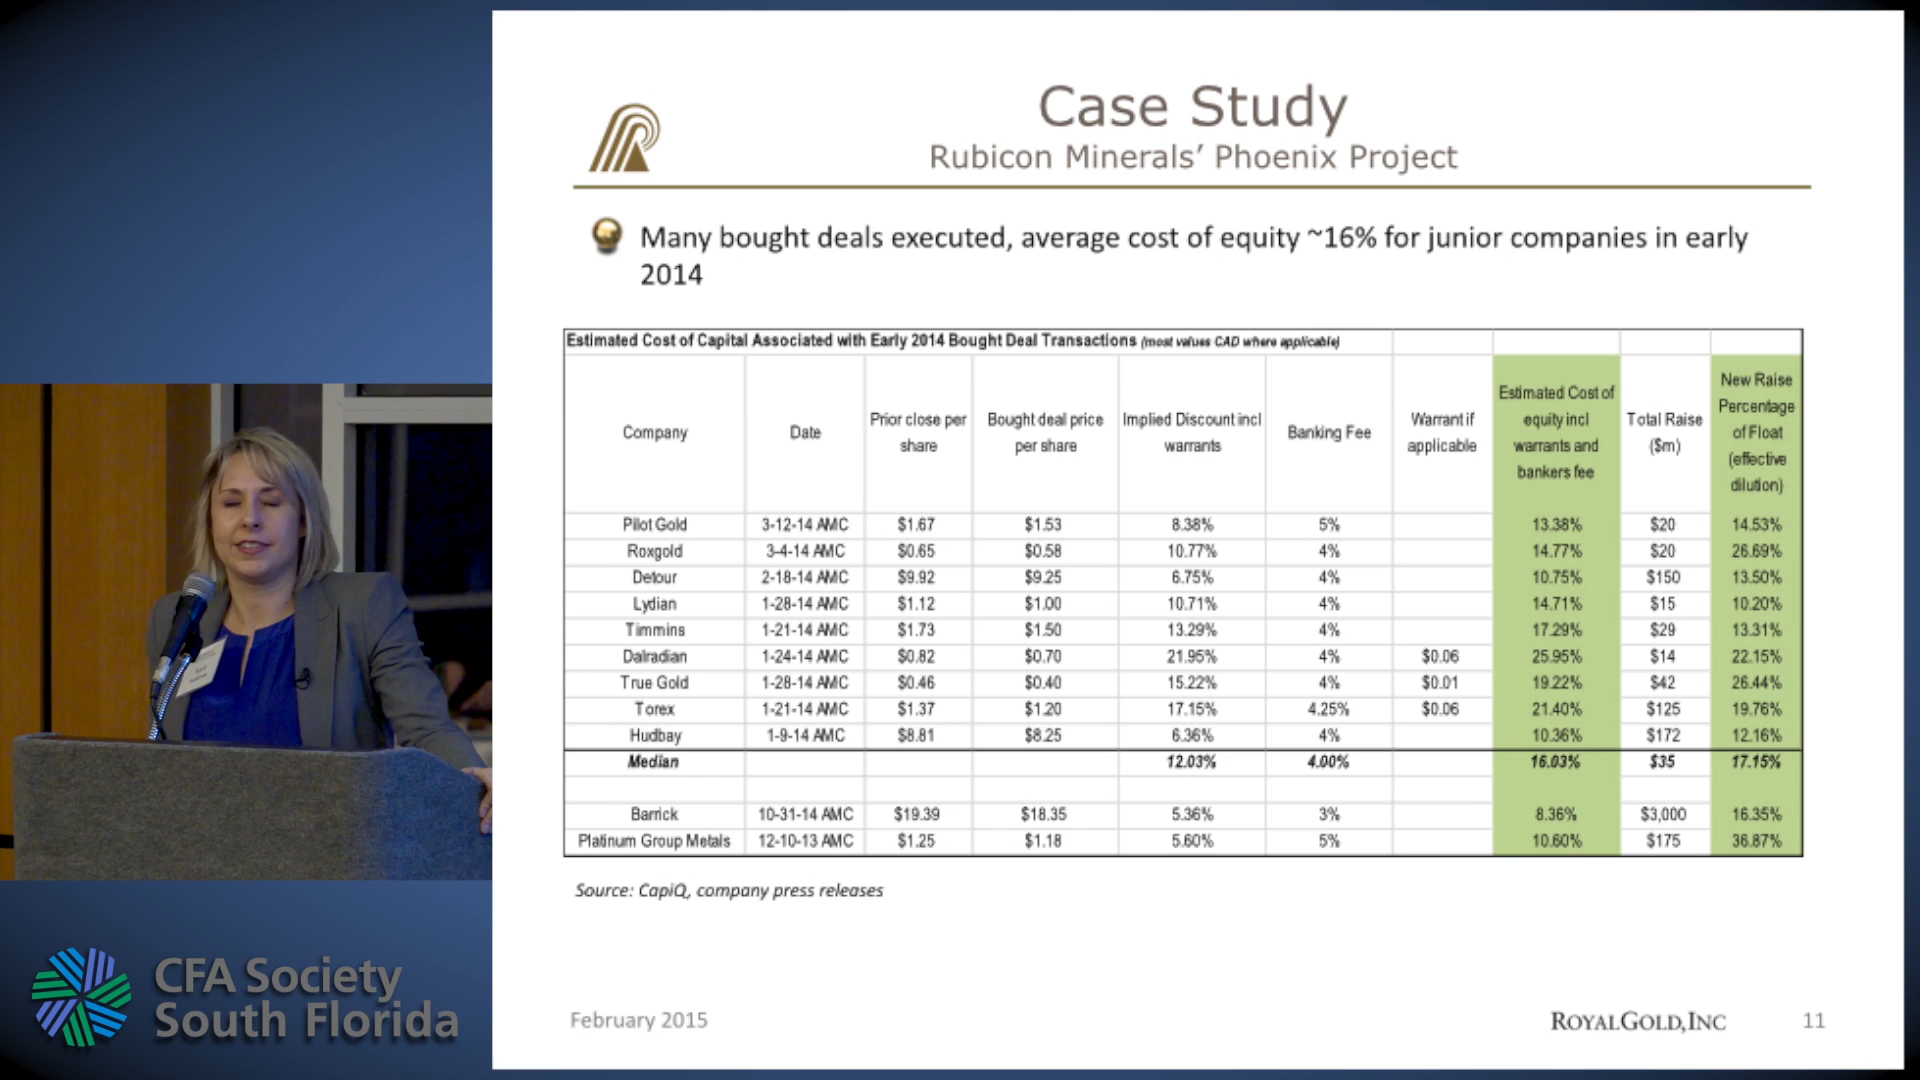 Case Study
Rubicon Minerals’ Phoenix Project
Many bought deals executed, average cost of equity ~16% for junior companies in early
2014
Estimated Cost of Capital Associated with Early 2014 Bought Deal Transactions (most values CAD where applicable)
Company Date Prior close per share Bought deal price per share Implied Discount incl warrants Banking Fee Warrant if applicable Estimated Cost of equity incl warrants and bankers fee Total Raise ($m) New Raise Percentage of Float (effective dilution)
Pilot Gold 3-12-14 AMC $1.67 $1.53 8.38% 5% 13.38% $20 14.53%
Roxgold 3-4-14 AMC $0.65 $0.58 10.77% 4% 14.77% $20 26.69%
Detour 2-18-14 AMC $9.92 $9.25 6.75% 4% 10.75% $150 13.50%
Lydian 1-28-14 AMC $1.12 $1.00 10.71% 4% 14.71% $15 10.20%
Timmins 1-21-14 AMC $1.73 $1.50 13.29% 4% 17.29% $29 13.31%
Dalradian 1-24-14 AMC $0.82 $0.70 21.95% 4% $0.06 25.95% $14 22.15%
True Gold 1-28-14 AMC $0.46 $0.40 15.22% 4% $0.01 19.22% $42 26.44%
Torex 1-21-14 AMC $1.37 $1.20 17.15% 4.25% $0.06 21.40% $125 19.76%
Hudbay 1-9-14 AMC $8.81 $8.25 6.36% 4% 10.36% $172 12.16%
Median 12.03% 4.00% 16.03% $35 17.15%
Barrick 10-31-14 AMC $19.39 $18.35 5.36% 3% 8.36% $3,000 16.35%
Platinum Group Metals 12-10-13 AMC $1.25 $1.18 5.60% 5% 10.60% $175 36.87%
Source: CapiQ, company press releases
CFA Society
South Florida
February 2015 ROYAL GOLD, INC 11